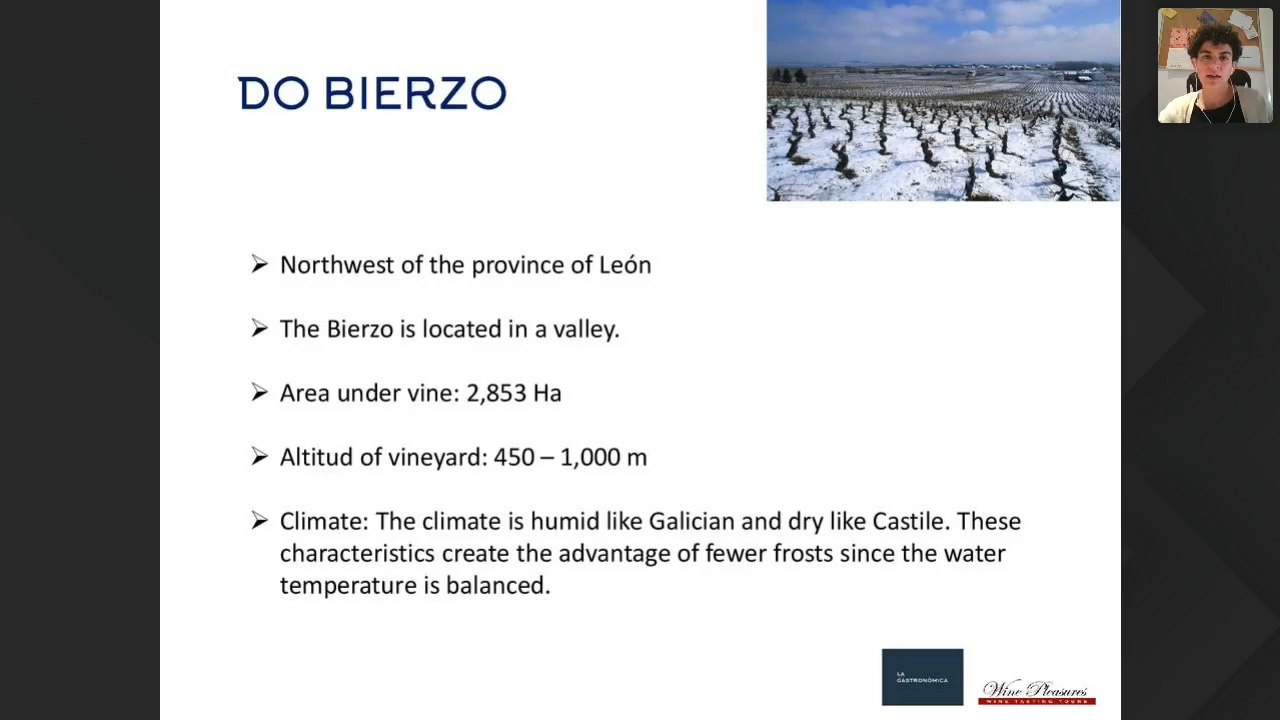 DO BIERZO
Northwest of the province of León
The Bierzo is located in a valley.
Area under vine: 2,853 Ha
Altitud of vineyard: 450 – 1,000 m
Climate: The climate is humid like Galician and dry like Castile. These
characteristics create the advantage of fewer frosts since the water
temperature is balanced.
LA
GASTRONÓMICA
Wine Pleasures
WINE TASTING TOURS